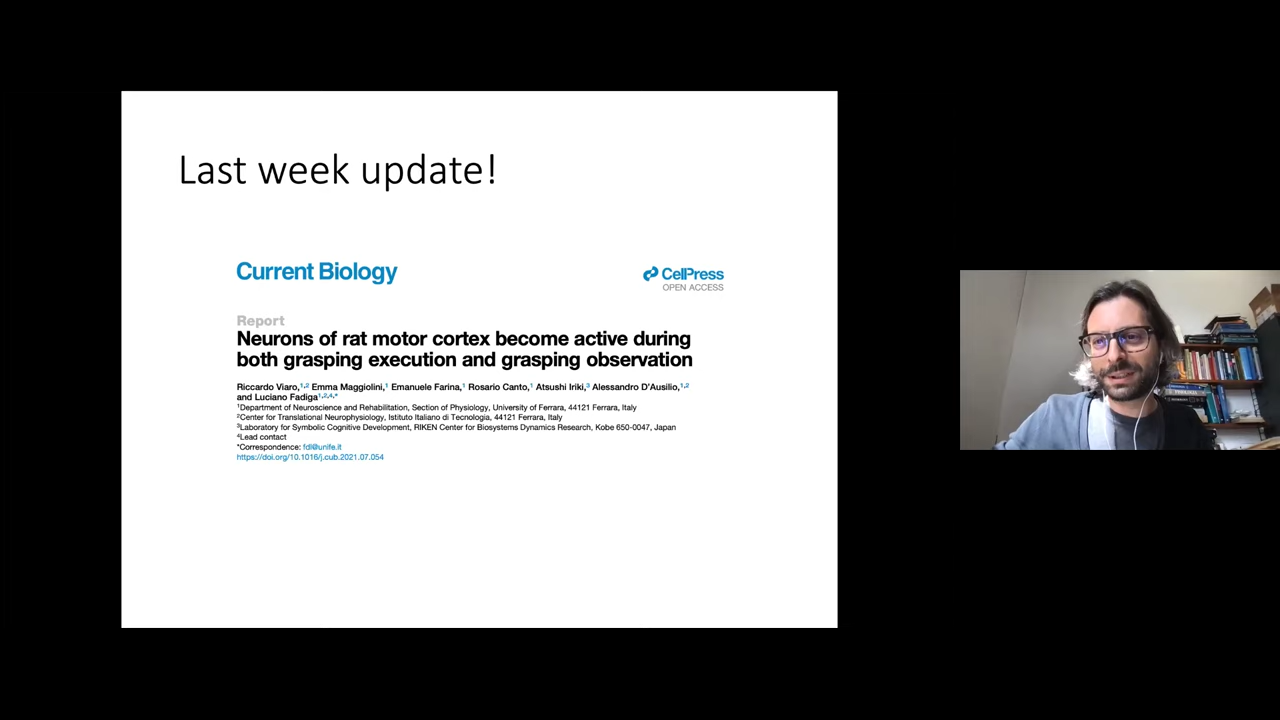 Last week update!
Current Biology
CellPress
OPEN ACCESS
Report
Neurons of rat motor cortex become active during
both grasping execution and grasping observation
Riccardo Viaro,1,2 Emma Maggiolini,1 Emanuele Farina,1 Rosario Canto,1 Atsushi Iriki,3 Alessandro D'Ausilio,1,2
and Luciano Fadiga1,2,4,*
1Department of Neuroscience and Rehabilitation, Section of Physiology, University of Ferrara, 44121 Ferrara, Italy
2Center for Translational Neurophysiology, Istituto Italiano di Tecnologia, 44121 Ferrara, Italy
3Laboratory for Symbolic Cognitive Development, RIKEN Center for Biosystems Dynamics Research, Kobe 650-0047, Japan
4Lead contact
*Correspondence: fdl@unife.it
https://doi.org/10.1016/j.cub.2021.07.054